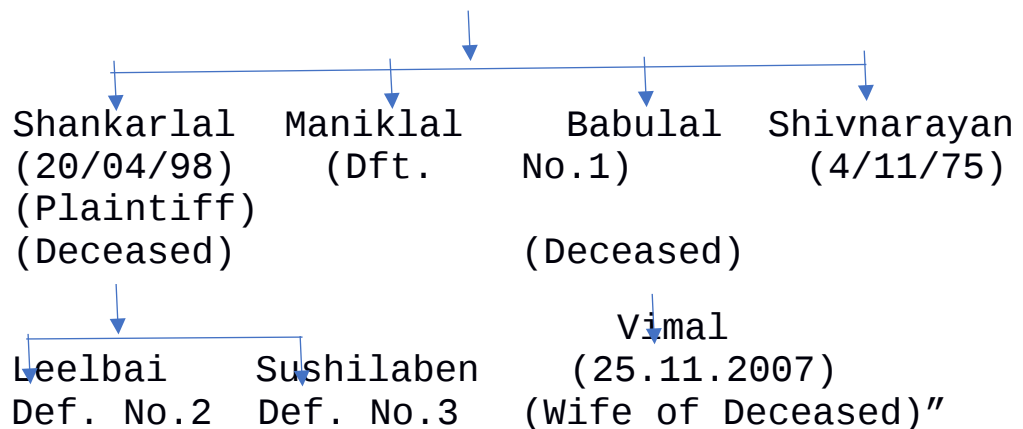 Shankarlal Maniklal Babulal Shivnarayan
(20/04/98) (Dft. No.1) (4/11/75)
(Plaintiff)
(Deceased) (Deceased)
Vimal
Leelbai Sushilaben (25.11.2007)
Def. No.2 Def. No.3 (Wife of Deceased)”